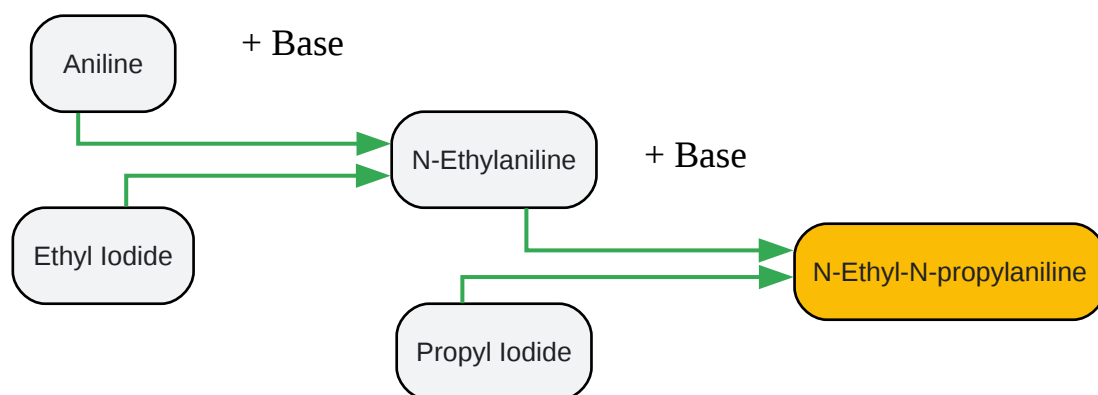 Aniline
+ Base
Ethyl Iodide
N-Ethylaniline
+ Base
Propyl Iodide
N-Ethyl-N-propylaniline